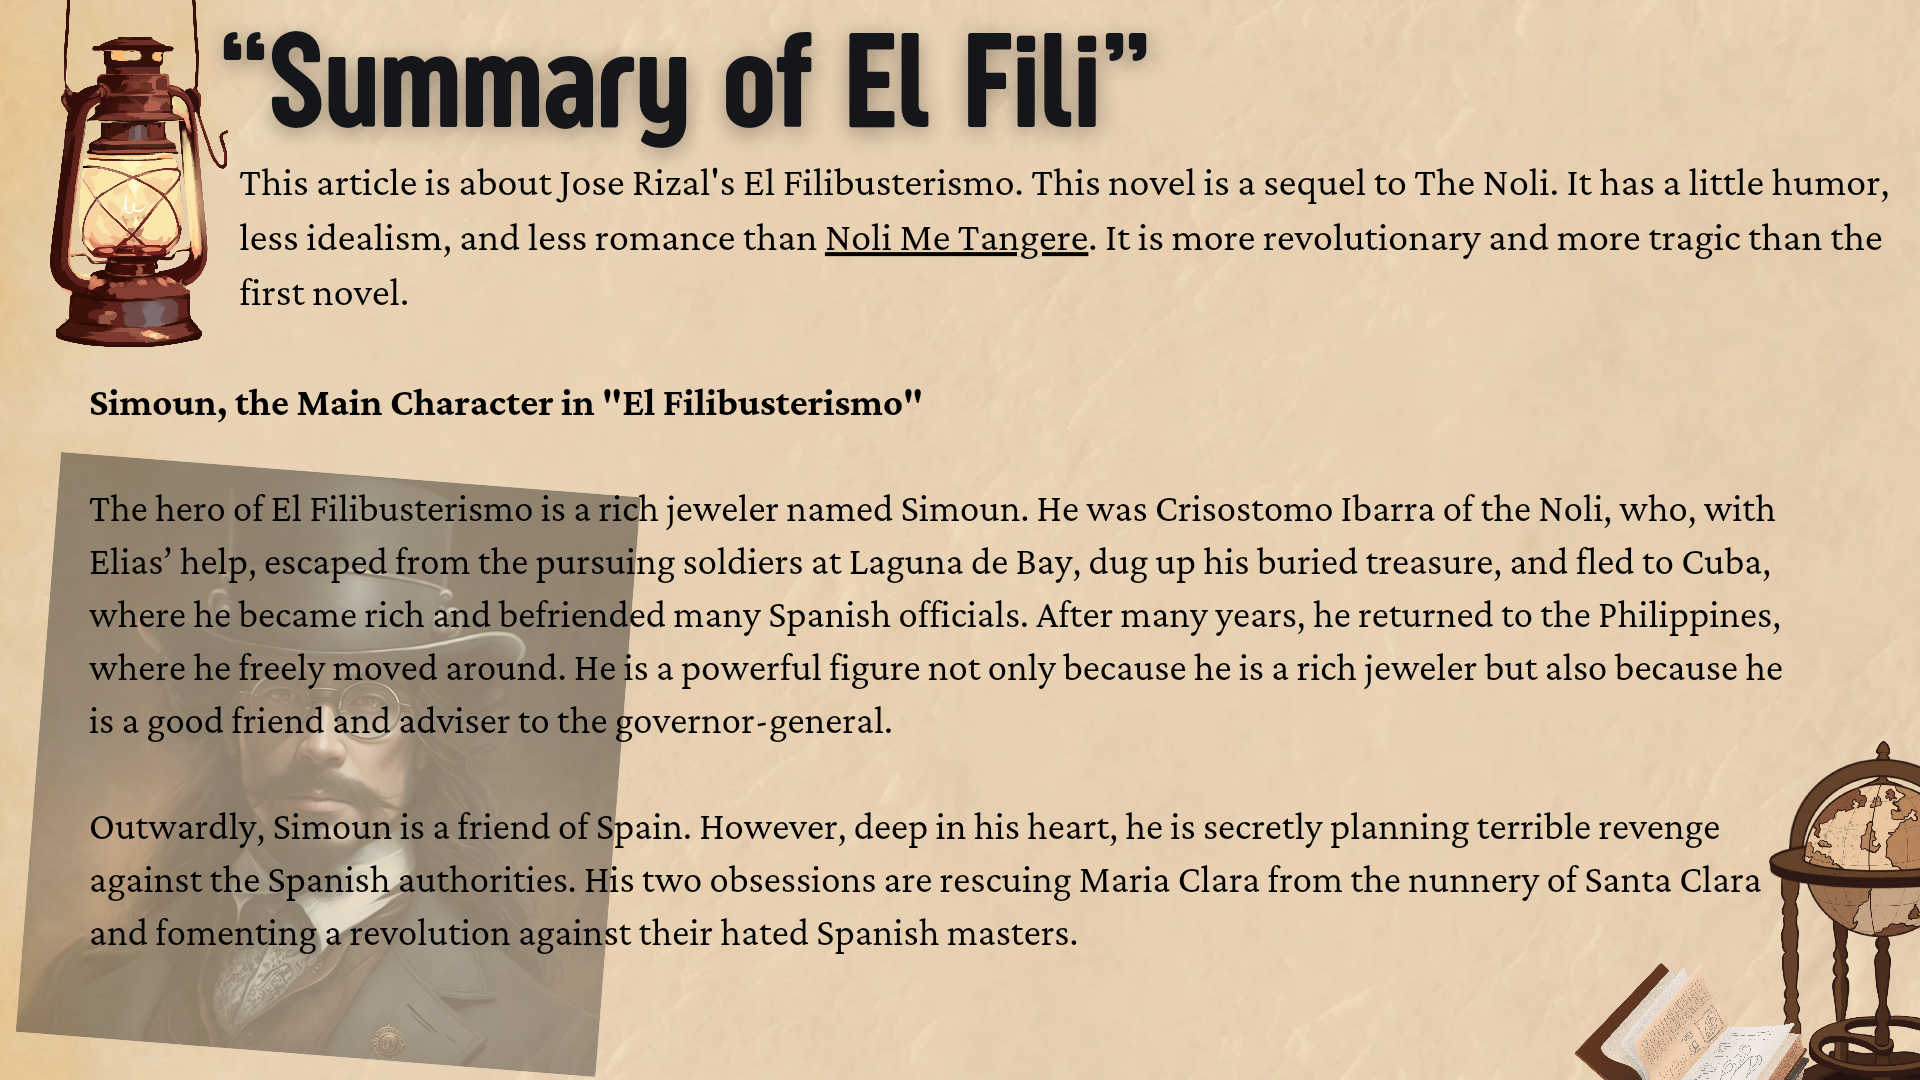 “Summary of El Fili”
This article is about Jose Rizal's El Filibusterismo. This novel is a sequel to The Noli. It has a little humor,
less idealism, and less romance than Noli Me Tangere. It is more revolutionary and more tragic than the
first novel.
Simoun, the Main Character in "El Filibusterismo"
The hero of El Filibusterismo is a rich jeweler named Simoun. He was Crisostomo Ibarra of the Noli, who, with
Elias’ help, escaped from the pursuing soldiers at Laguna de Bay, dug up his buried treasure, and fled to Cuba,
where he became rich and befriended many Spanish officials. After many years, he returned to the Philippines,
where he freely moved around. He is a powerful figure not only because he is a rich jeweler but also because he
is a good friend and adviser to the governor-general.
Outwardly, Simoun is a friend of Spain. However, deep in his heart, he is secretly planning terrible revenge
against the Spanish authorities. His two obsessions are rescuing Maria Clara from the nunnery of Santa Clara
and fomenting a revolution against their hated Spanish masters.